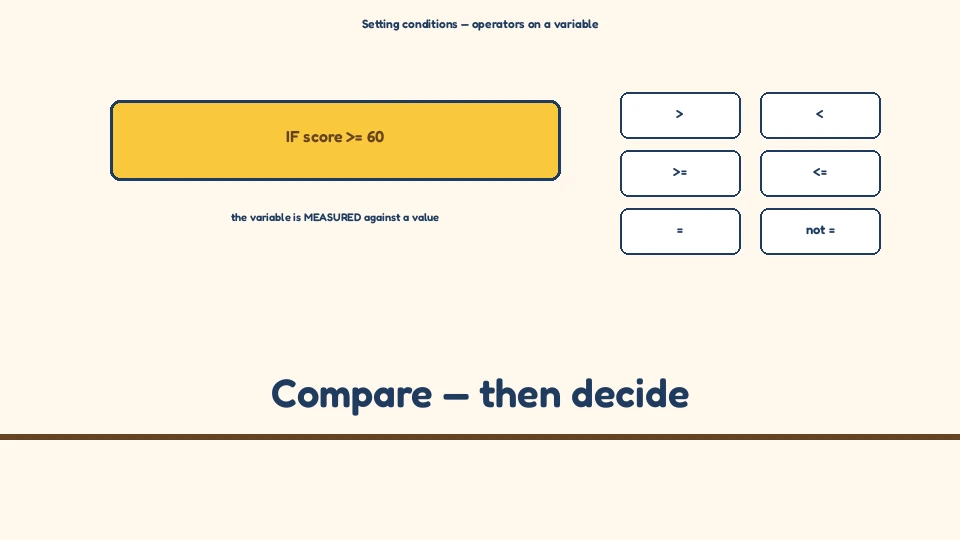 Setting conditions — operators on a variable
IF score >= 60
the variable is MEASURED against a value
> <
>= <=
= not =
Compare — then decide